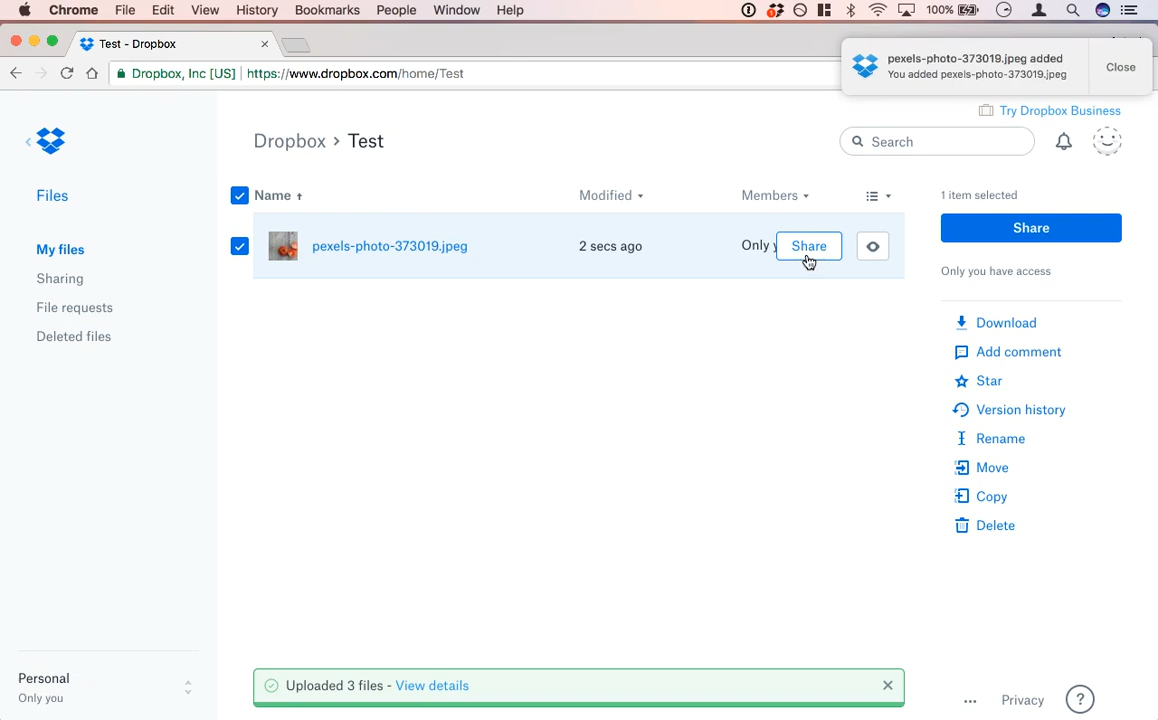 Chrome File Edit View History Bookmarks People Window Help 100%
Test - Dropbox
Dropbox, Inc [US] https://www.dropbox.com/home/Test
pexels-photo-373019.jpeg added
You added pexels-photo-373019.jpeg
Close
Try Dropbox Business
Dropbox › Test
Search
Files
My files
Sharing
File requests
Deleted files
Name Modified Members
pexels-photo-373019.jpeg 2 secs ago Only Share
1 item selected
Share
Only you have access
Download
Add comment
Star
Version history
Rename
Move
Copy
Delete
Personal
Only you
Uploaded 3 files - View details
... Privacy ?